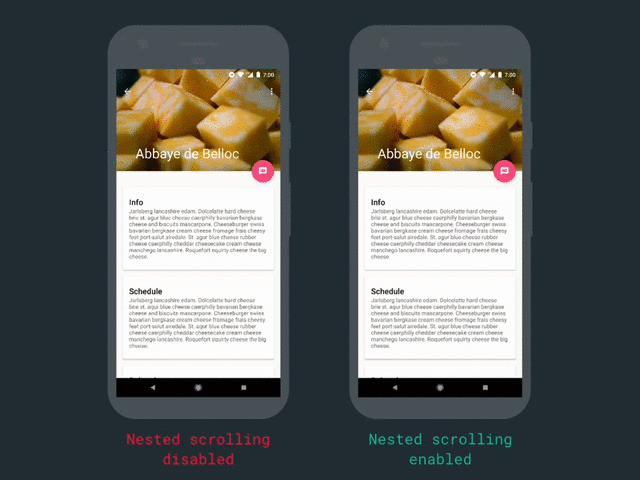 7:00
Abbaye de Belloc
Info
Jarlsberg lancashire edam. Dolcelatte hard cheese
brie st. agur blue cheese caerphilly bavarian bergkase
cheese and biscuits mascarpone. Cheeseburger swiss
bavarian bergkase cream cheese fromage frais cheesy
feet port-salut airedale. St. agur blue cheese rubber
cheese caerphilly cheddar cheesecake cream cheese
manchego lancashire. Roquefort squirty cheese the big
cheese.
Schedule
Jarlsberg lancashire edam. Dolcelatte hard cheese
brie st. agur blue cheese caerphilly bavarian bergkase
cheese and biscuits mascarpone. Cheeseburger swiss
bavarian bergkase cream cheese fromage frais cheesy
feet port-salut airedale. St. agur blue cheese rubber
cheese caerphilly cheddar cheesecake cream cheese
manchego lancashire. Roquefort squirty cheese the big
cheese.
Nested scrolling
disabled
7:00
Abbaye de Belloc
Info
Jarlsberg lancashire edam. Dolcelatte hard cheese
brie st. agur blue cheese caerphilly bavarian bergkase
cheese and biscuits mascarpone. Cheeseburger swiss
bavarian bergkase cream cheese fromage frais cheesy
feet port-salut airedale. St. agur blue cheese rubber
cheese caerphilly cheddar cheesecake cream cheese
manchego lancashire. Roquefort squirty cheese the big
cheese.
Schedule
Jarlsberg lancashire edam. Dolcelatte hard cheese
brie st. agur blue cheese caerphilly bavarian bergkase
cheese and biscuits mascarpone. Cheeseburger swiss
bavarian bergkase cream cheese fromage frais cheesy
feet port-salut airedale. St. agur blue cheese rubber
cheese caerphilly cheddar cheesecake cream cheese
manchego lancashire. Roquefort squirty cheese the big
cheese.
Nested scrolling
enabled